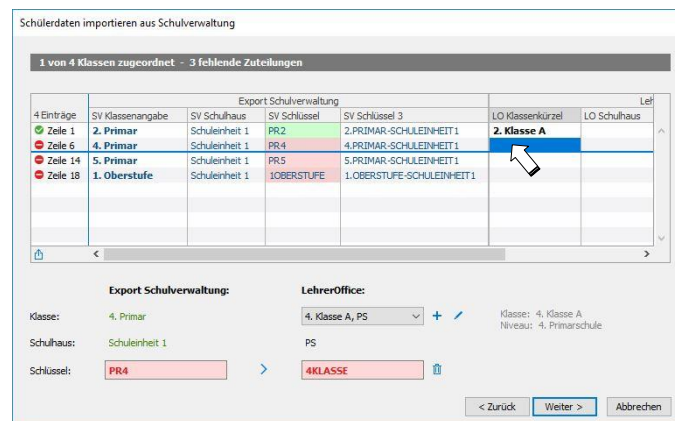 Schülerdaten importieren aus Schulverwaltung
1 von 4 Klassen zugeordnet - 3 fehlende Zuteilungen
Export Schulverwaltung Leh
4 Einträge SV Klassenangabe SV Schulhaus SV Schlüssel SV Schlüssel 3 LO Klassenkürzel LO Schulhaus
Zeile 1 2. Primar Schuleinheit 1 PR2 2.PRIMAR-SCHULEINHEIT1 2. Klasse A
Zeile 6 4. Primar Schuleinheit 1 PR4 4.PRIMAR-SCHULEINHEIT1
Zeile 14 5. Primar Schuleinheit 1 PR5 5.PRIMAR-SCHULEINHEIT1
Zeile 18 1. Oberstufe Schuleinheit 1 1OBERSTUFE 1.OBERSTUFE-SCHULEINHEIT1
Export Schulverwaltung: LehrerOffice:
Klasse: 4. Primar 4. Klasse A, PS Klasse: 4. Klasse A
Niveau: 4. Primarschule
Schulhaus: Schuleinheit 1 PS
Schlüssel: PR4 4KLASSE
< Zurück Weiter > Abbrechen